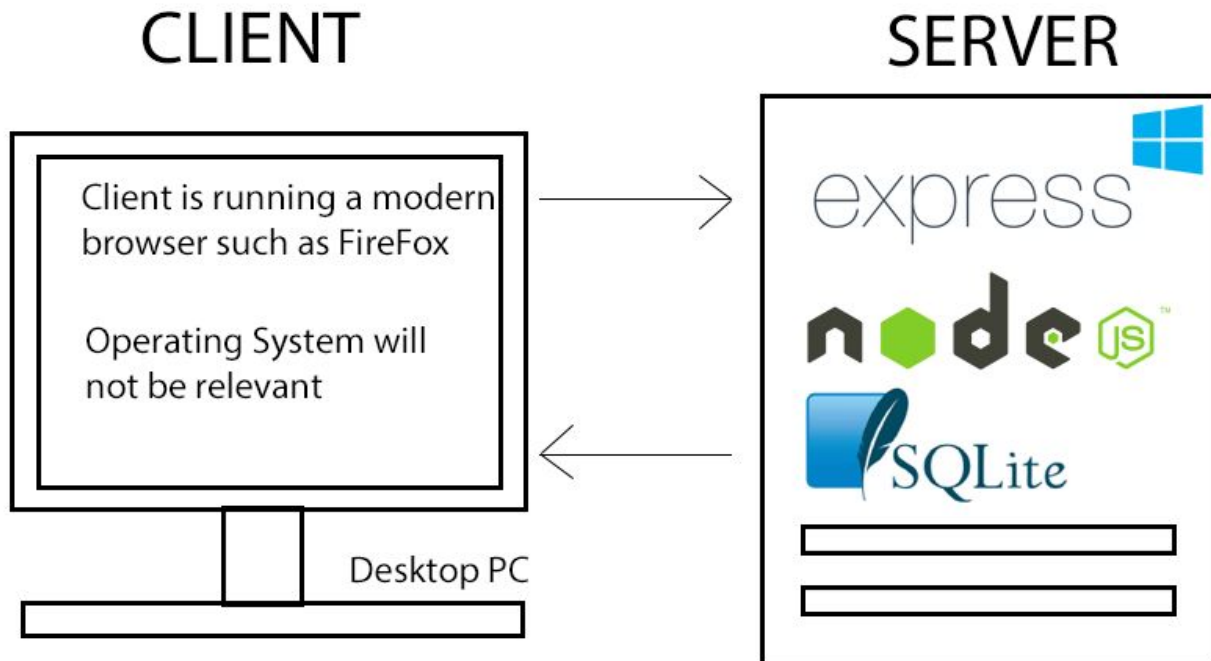 CLIENT
SERVER
Client is running a modern
browser such as FireFox
Operating System will
not be relevant
Desktop PC
express
node JS™
SQLite